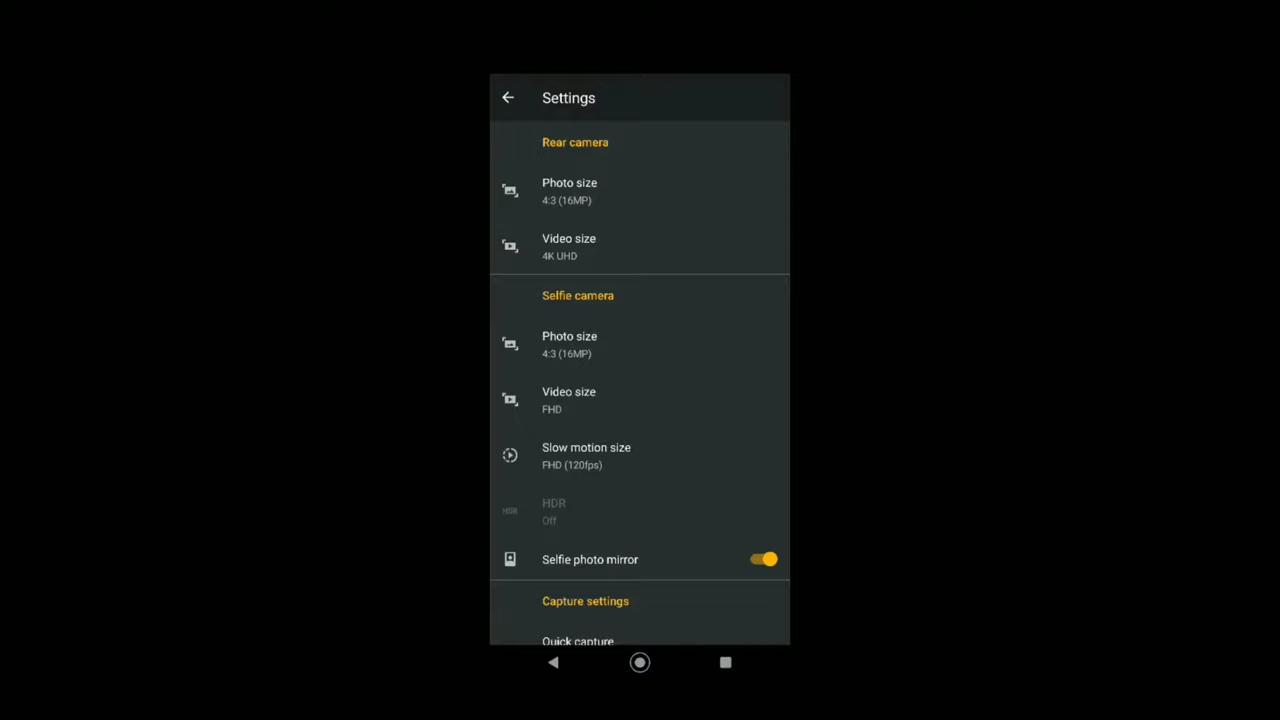 Settings
Rear camera
Photo size
4:3 (16MP)
Video size
4K UHD
Selfie camera
Photo size
4:3 (16MP)
Video size
FHD
Slow motion size
FHD (120fps)
HDR
HDR
Off
Selfie photo mirror
Capture settings
Quick capture